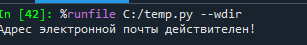 In [42]: %runfile C:/temp.py --wdir
Адрес электронной почты действителен!